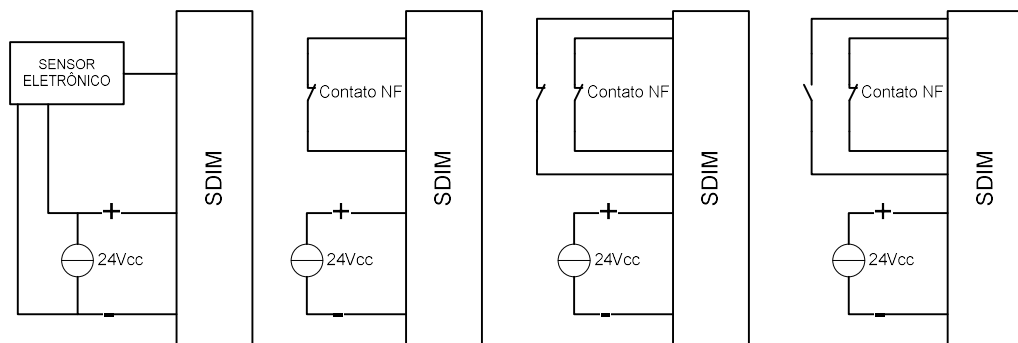 SENSOR
ELETRÔNICO
SDIM
+
24Vcc
-
Contato NF
SDIM
+
24Vcc
-
Contato NF
SDIM
+
24Vcc
-
Contato NF
SDIM
+
24Vcc
-